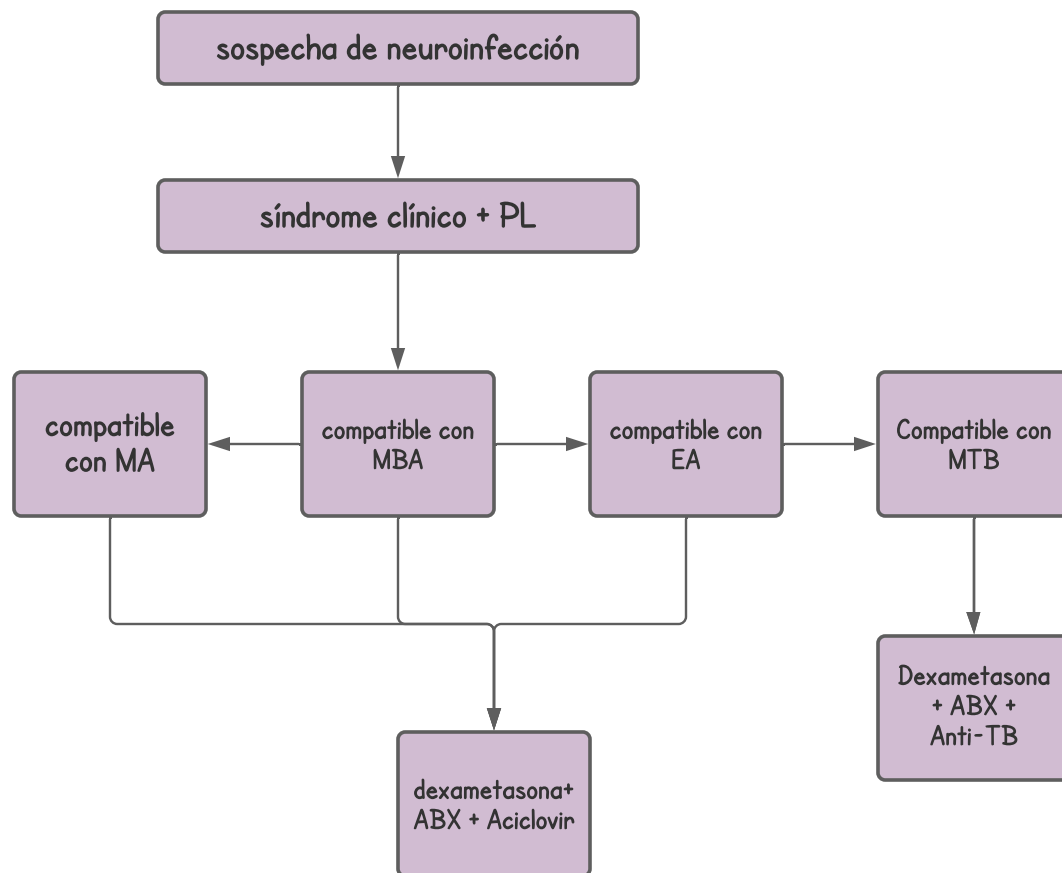 sospecha de neuroinfección
síndrome clínico + PL
compatible
con MA
compatible con
MBA
compatible con
EA
Compatible con
MTB
Dexametasona
+ ABX +
Anti-TB
dexametasona+
ABX + Aciclovir